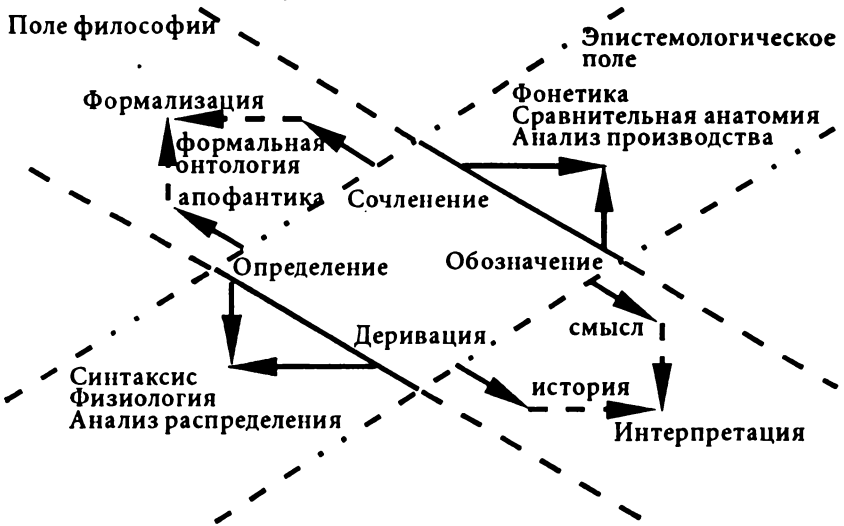 Поле философии
Эпистемологическое
поле
Формализация
Фонетика
Сравнительная анатомия
Анализ производства
формальная
онтология
апофантика
Сочленение
Определение
Обозначение
Деривация
смысл
Синтаксис
Физиология
Анализ распределения
история
Интерпретация